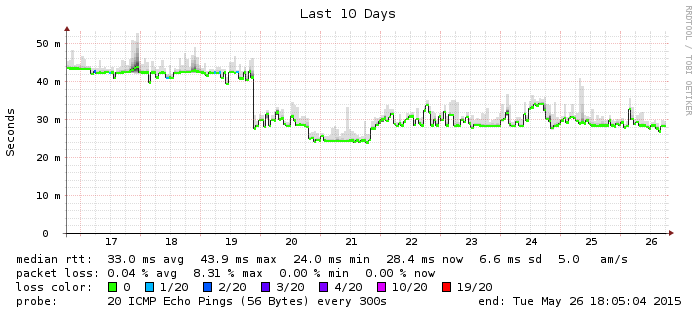 Last 10 Days
RRDTOOL / TOBI OETIKER
Seconds
50 m
40 m
30 m
20 m
10 m
0
17 18 19 20 21 22 23 24 25 26
median rtt: 33.0 ms avg 43.9 ms max 24.0 ms min 28.4 ms now 6.6 ms sd 5.0 am/s
packet loss: 0.04 % avg 8.31 % max 0.00 % min 0.00 % now
loss color: 0 1/20 2/20 3/20 4/20 10/20 19/20
probe: 20 ICMP Echo Pings (56 Bytes) every 300s end: Tue May 26 18:05:04 2015